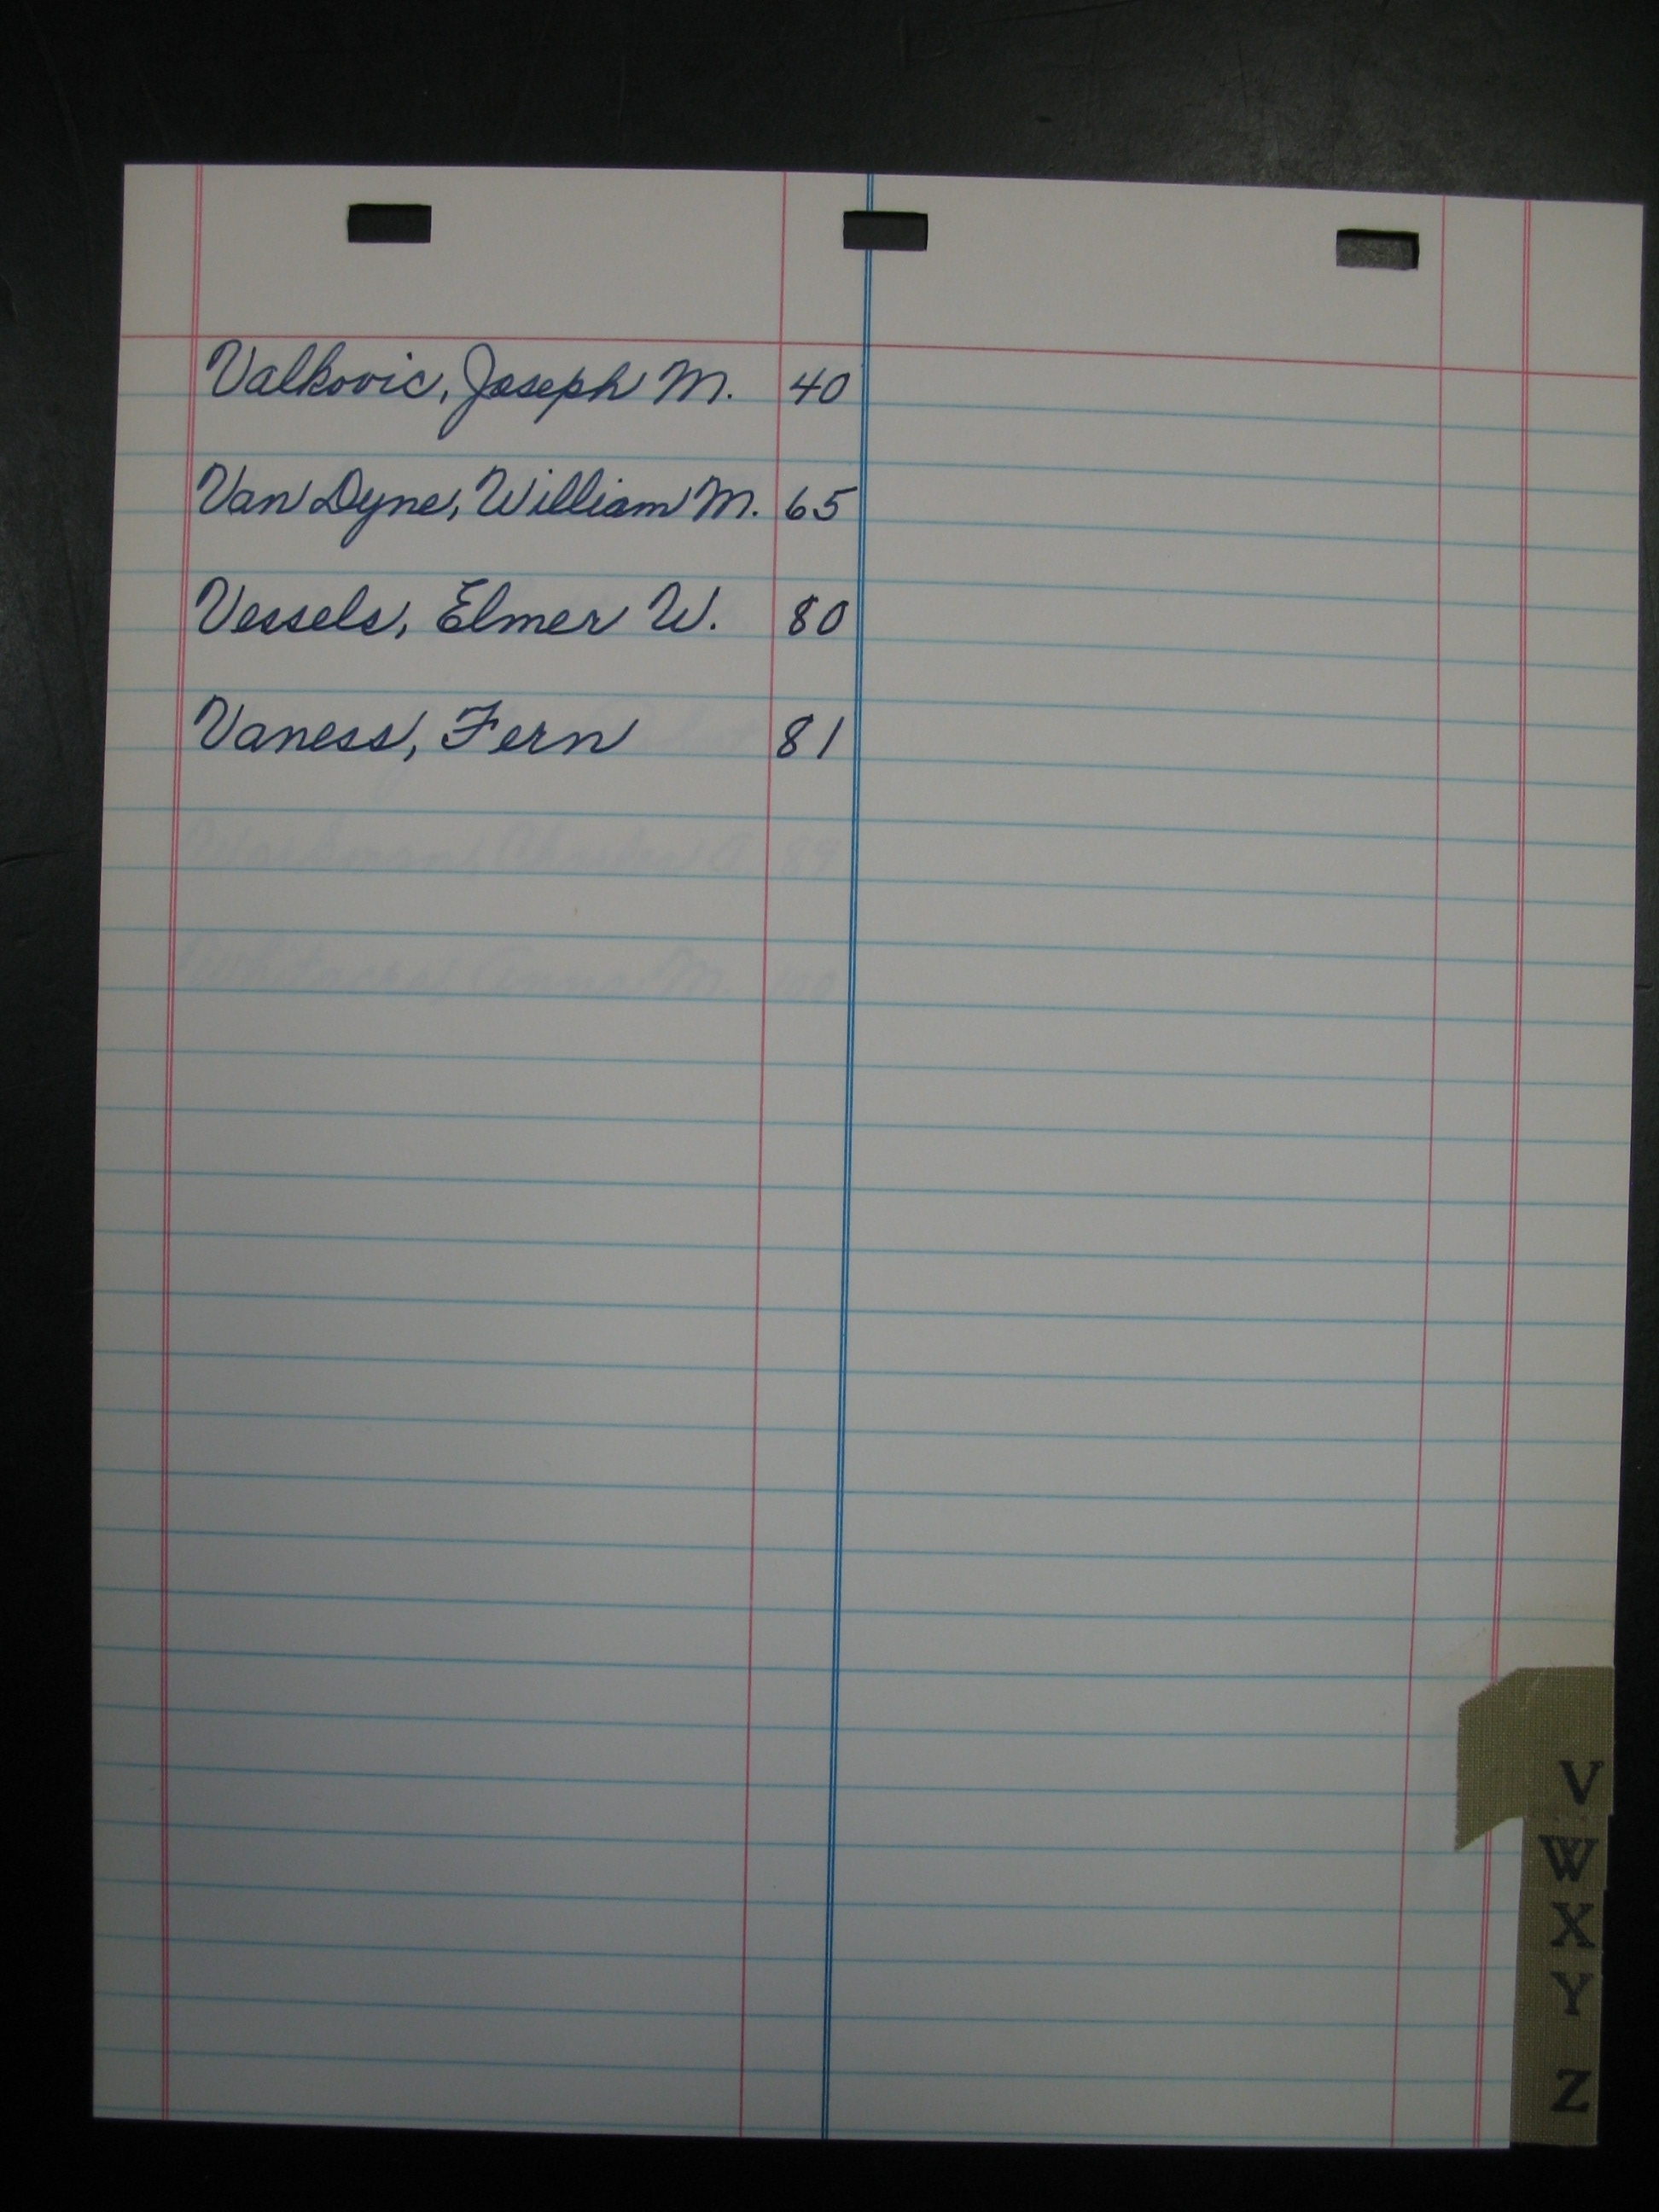 Valkovic, Joseph M. 40
Van Dyne, William M. 65
Vessels, Elmer W. 80
Vaness, Fern 81
V
W
X
Y
Z